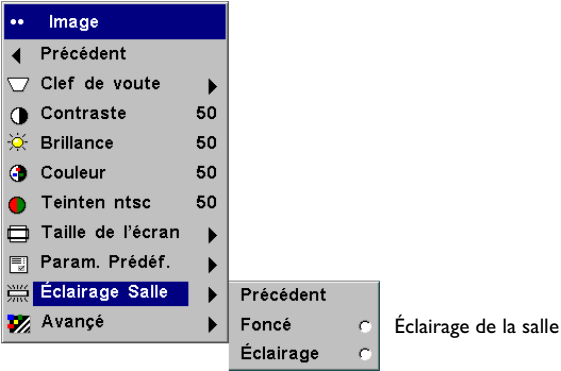 Image
Précédent
Clef de voute
Contraste 50
Brillance 50
Couleur 50
Teinten ntsc 50
Taille de l'écran
Param. Prédéf.
Éclairage Salle
Avançé
Précédent
Foncé
Éclairage
Éclairage de la salle